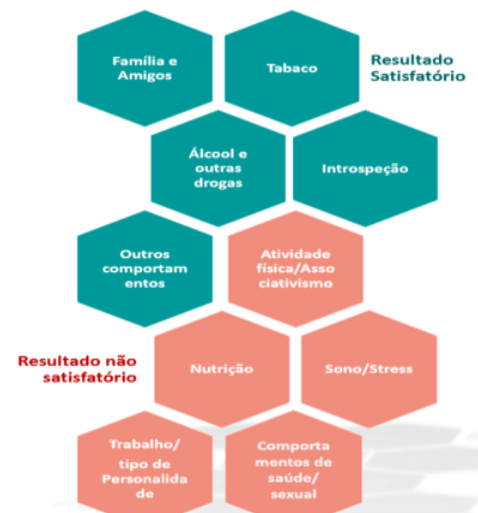 Família e
Amigos
Tabaco
Resultado
Satisfatório
Álcool e
outras
drogas
Introspeção
Outros
comportam
entos
Atividade
física/Asso
ciativismo
Resultado não
satisfatório
Nutrição
Sono/Stress
Trabalho/
tipo de
Personalida
de
Comporta
mentos de
saúde/
sexual